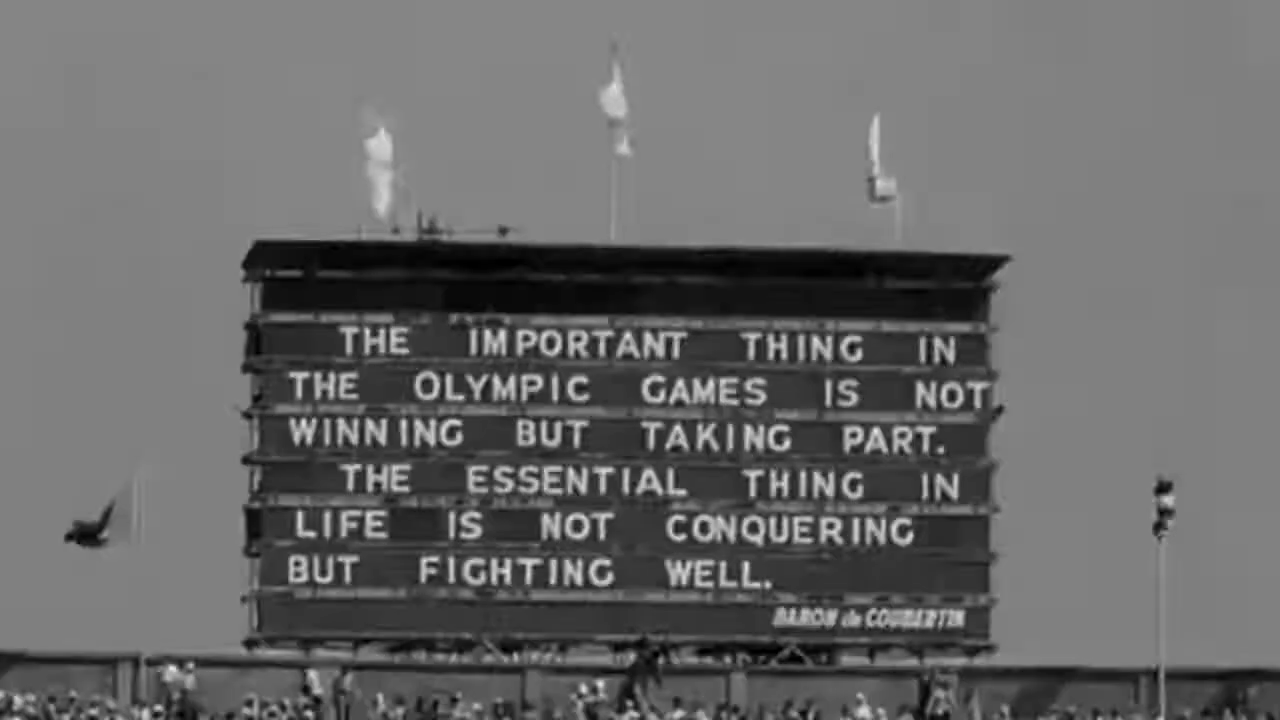 THE IMPORTANT THING IN
THE OLYMPIC GAMES IS NOT
WINNING BUT TAKING PART.
THE ESSENTIAL THING IN
LIFE IS NOT CONQUERING
BUT FIGHTING WELL.
BARON de COUBERTIN